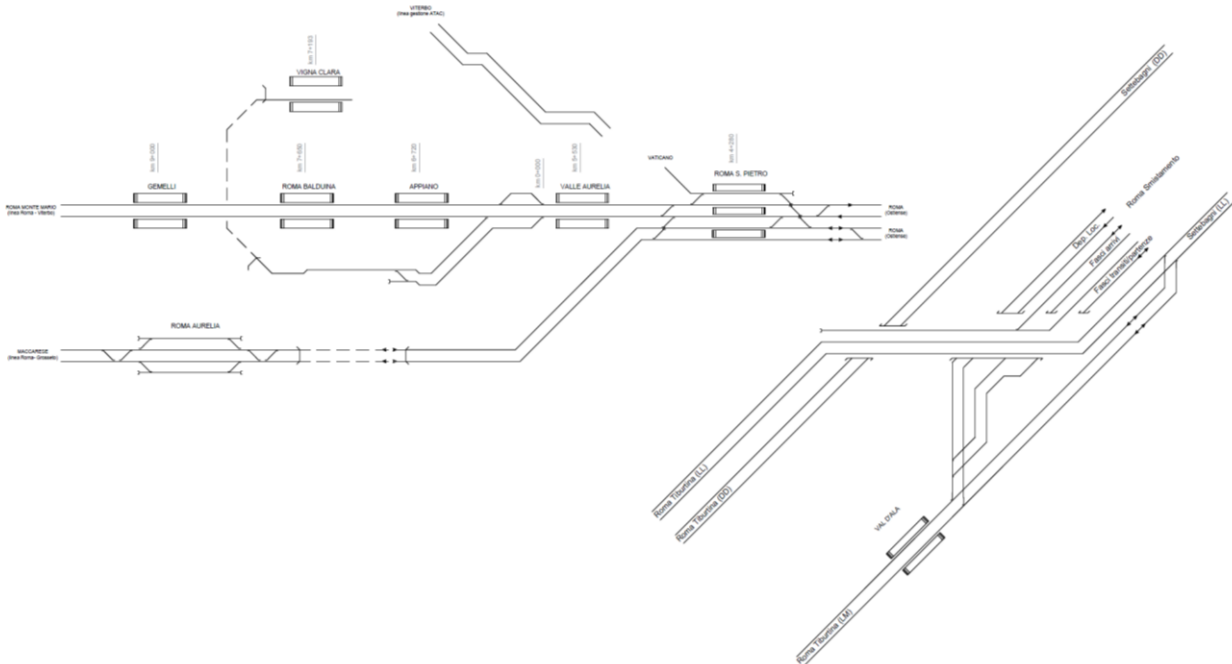 VITERBO
(linea gestione ATAC)
VIGNA CLARA
VATICANO
GEMELLI
ROMA BALDUINA
APPIANO
VALLE AURELIA
ROMA S. PIETRO
ROMA MONTE MARIO
(linea Roma - Viterbo)
ROMA
(Ostiense)
ROMA
(Ostiense)
ROMA AURELIA
MACCARESE
(linea Roma - Grosseto)
Settebagni (DD)
Roma Smistamento
Dep. Loc.
Fasci arrivi
Fasci transiti/partenze
Settebagni (LL)
Roma Tiburtina (LL)
Roma Tiburtina (DD)
VAL D'ALA
Roma Tiburtina (LM)